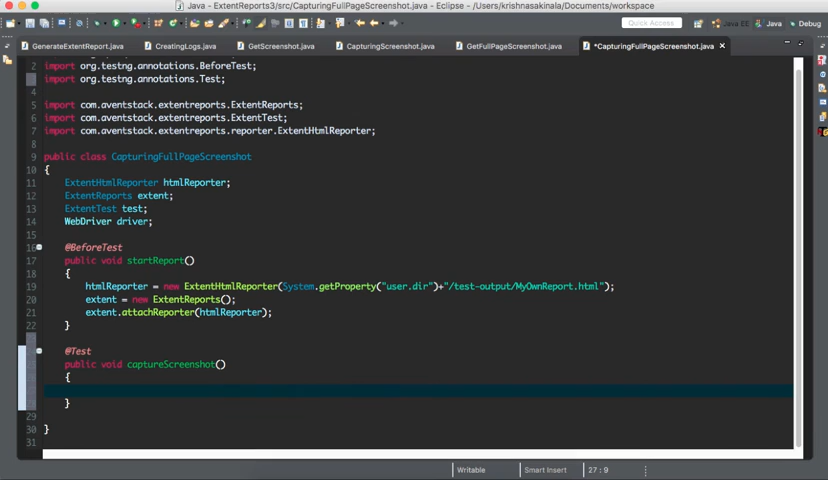 Java - ExtentReports3/src/CapturingFullPageScreenshot.java - Eclipse - /Users/krishnasakinala/Documents/workspace
Quick Access
Java EE
Java
Debug
GenerateExtentReport.java
CreatingLogs.java
GetScreenshot.java
CapturingScreenshot.java
GetFullPageScreenshot.java
*CapturingFullPageScreenshot.java
2 import org.testng.annotations.BeforeTest;
import org.testng.annotations.Test;
4
5 import com.aventstack.extentreports.ExtentReports;
6 import com.aventstack.extentreports.ExtentTest;
7 import com.aventstack.extentreports.reporter.ExtentHtmlReporter;
8
9 public class CapturingFullPageScreenshot
10 {
11 ExtentHtmlReporter htmlReporter;
12 ExtentReports extent;
13 ExtentTest test;
14 WebDriver driver;
15
16 @BeforeTest
17 public void startReport()
18 {
19 htmlReporter = new ExtentHtmlReporter(System.getProperty("user.dir")+"/test-output/MyOwnReport.html");
20 extent = new ExtentReports();
21 extent.attachReporter(htmlReporter);
22 }
@Test
public void captureScreenshot()
{
}
29
30 }
31
Writable
Smart Insert
27 : 9